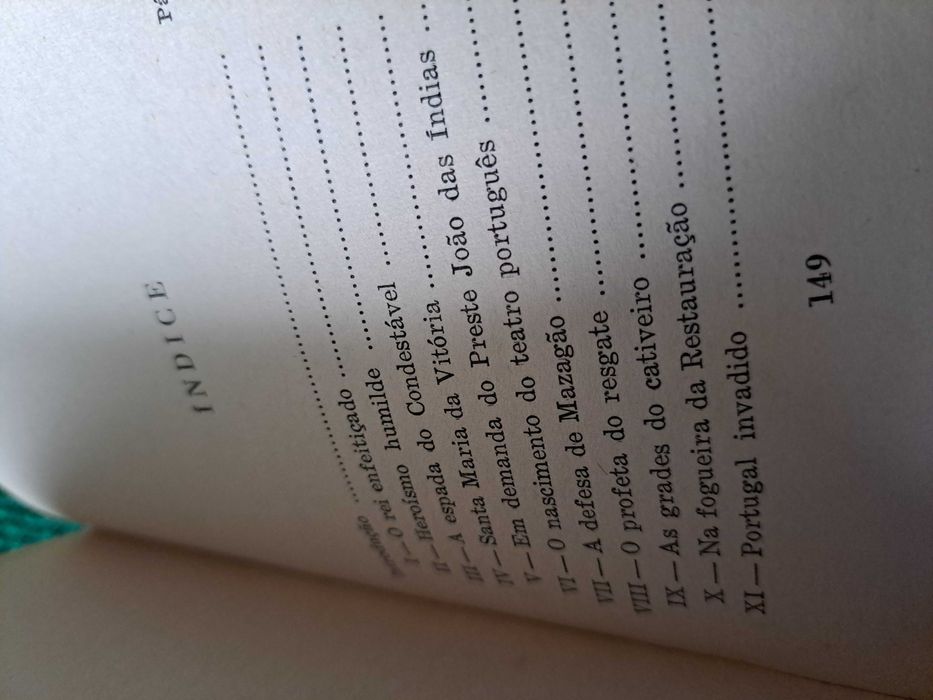 ÍNDICE
Pá
Introdução ........................
I — O rei enfeitiçado ........................
II — Heroísmo humilde ........................
III — A espada do Condestável ........................
IV — Santa Maria da Vitória ........................
V — Em demanda do Preste João das Índias ..
VI — O nascimento do teatro português ............
VII — A defesa de Mazagão ........................
VIII — O profeta do resgate ........................
IX — As grades do cativeiro ........................
X — Na fogueira da Restauração ..................
XI — Portugal invadido ........................
149